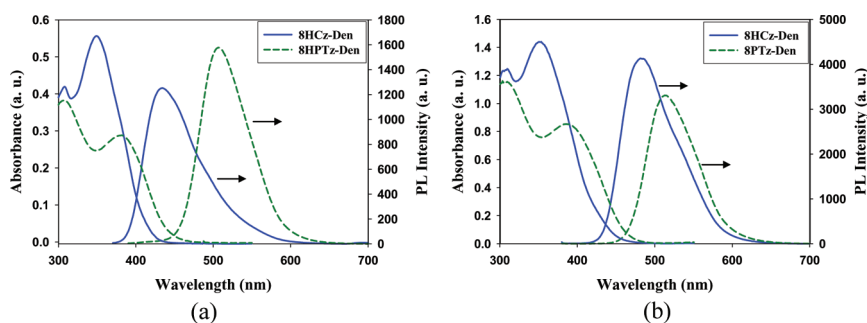 8HCz-Den
8HPTz-Den
Absorbance (a. u.)
0.6
0.5
0.4
0.3
0.2
0.1
0.0
PL Intensity (a. u.)
1800
1600
1400
1200
1000
800
600
400
200
0
300 400 500 600 700
Wavelength (nm)
(a)
8HCz-Den
8PTz-Den
Absorbance (a. u.)
1.6
1.4
1.2
1.0
0.8
0.6
0.4
0.2
0.0
PL Intensity (a. u.)
5000
4000
3000
2000
1000
0
300 400 500 600 700
Wavelength (nm)
(b)